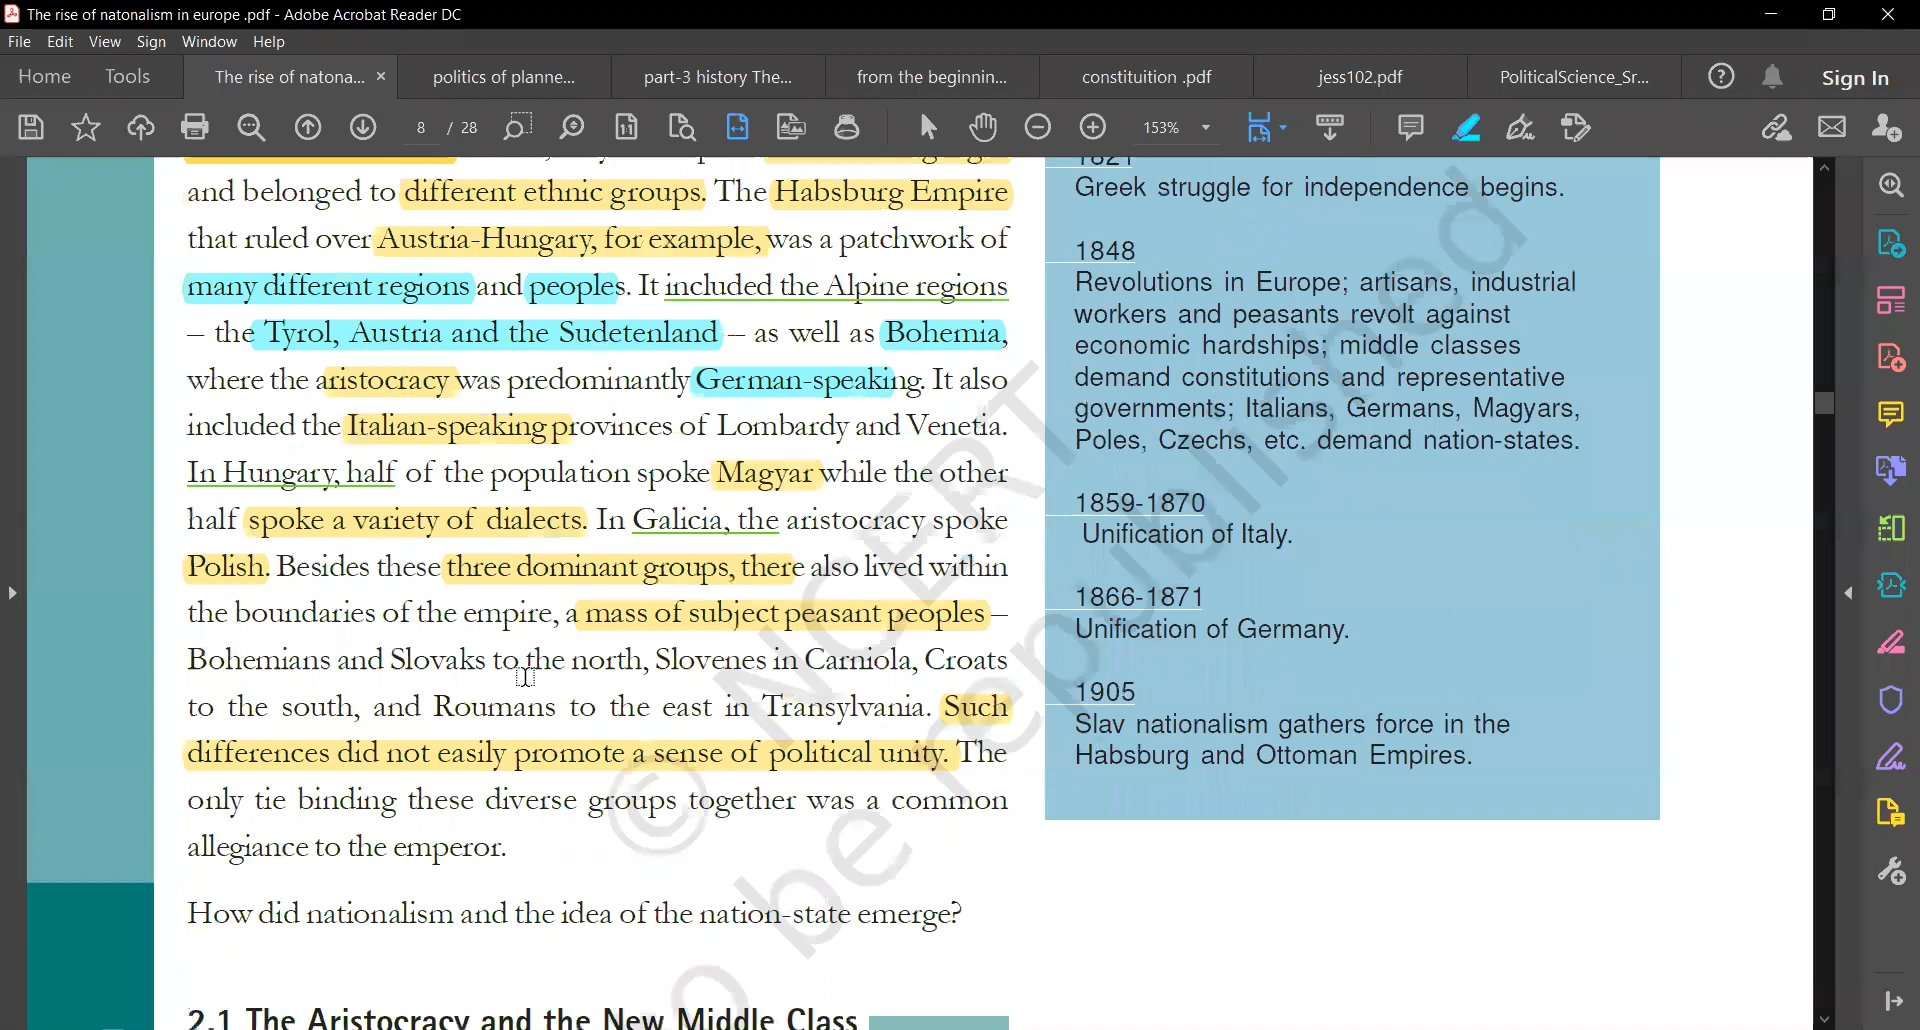 The rise of natonalism in europe .pdf - Adobe Acrobat Reader DC
File Edit View Sign Window Help
Home Tools The rise of natona... × politics of planne... part-3 history The... from the beginnin... constituition .pdf jess102.pdf PoliticalScience_Sr... Sign In
8 / 28 153%
and belonged to different ethnic groups. The Habsburg Empire
that ruled over Austria-Hungary, for example, was a patchwork of
many different regions and peoples. It included the Alpine regions
– the Tyrol, Austria and the Sudetenland – as well as Bohemia,
where the aristocracy was predominantly German-speaking. It also
included the Italian-speaking provinces of Lombardy and Venetia.
In Hungary, half of the population spoke Magyar while the other
half spoke a variety of dialects. In Galicia, the aristocracy spoke
Polish. Besides these three dominant groups, there also lived within
the boundaries of the empire, a mass of subject peasant peoples –
Bohemians and Slovaks to the north, Slovenes in Carniola, Croats
to the south, and Roumans to the east in Transylvania. Such
differences did not easily promote a sense of political unity. The
only tie binding these diverse groups together was a common
allegiance to the emperor.
How did nationalism and the idea of the nation-state emerge?
2.1 The Aristocracy and the New Middle Class
1821
Greek struggle for independence begins.
1848
Revolutions in Europe; artisans, industrial
workers and peasants revolt against
economic hardships; middle classes
demand constitutions and representative
governments; Italians, Germans, Magyars,
Poles, Czechs, etc. demand nation-states.
1859-1870
Unification of Italy.
1866-1871
Unification of Germany.
1905
Slav nationalism gathers force in the
Habsburg and Ottoman Empires.
© NCERT
o be republished